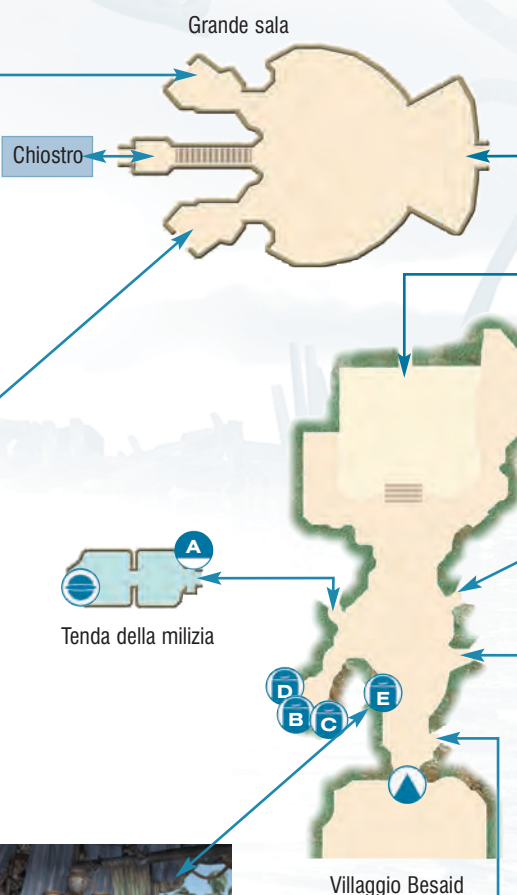 Grande sala
Chiostro
A
Tenda della milizia
D
B
C
E
Villaggio Besaid